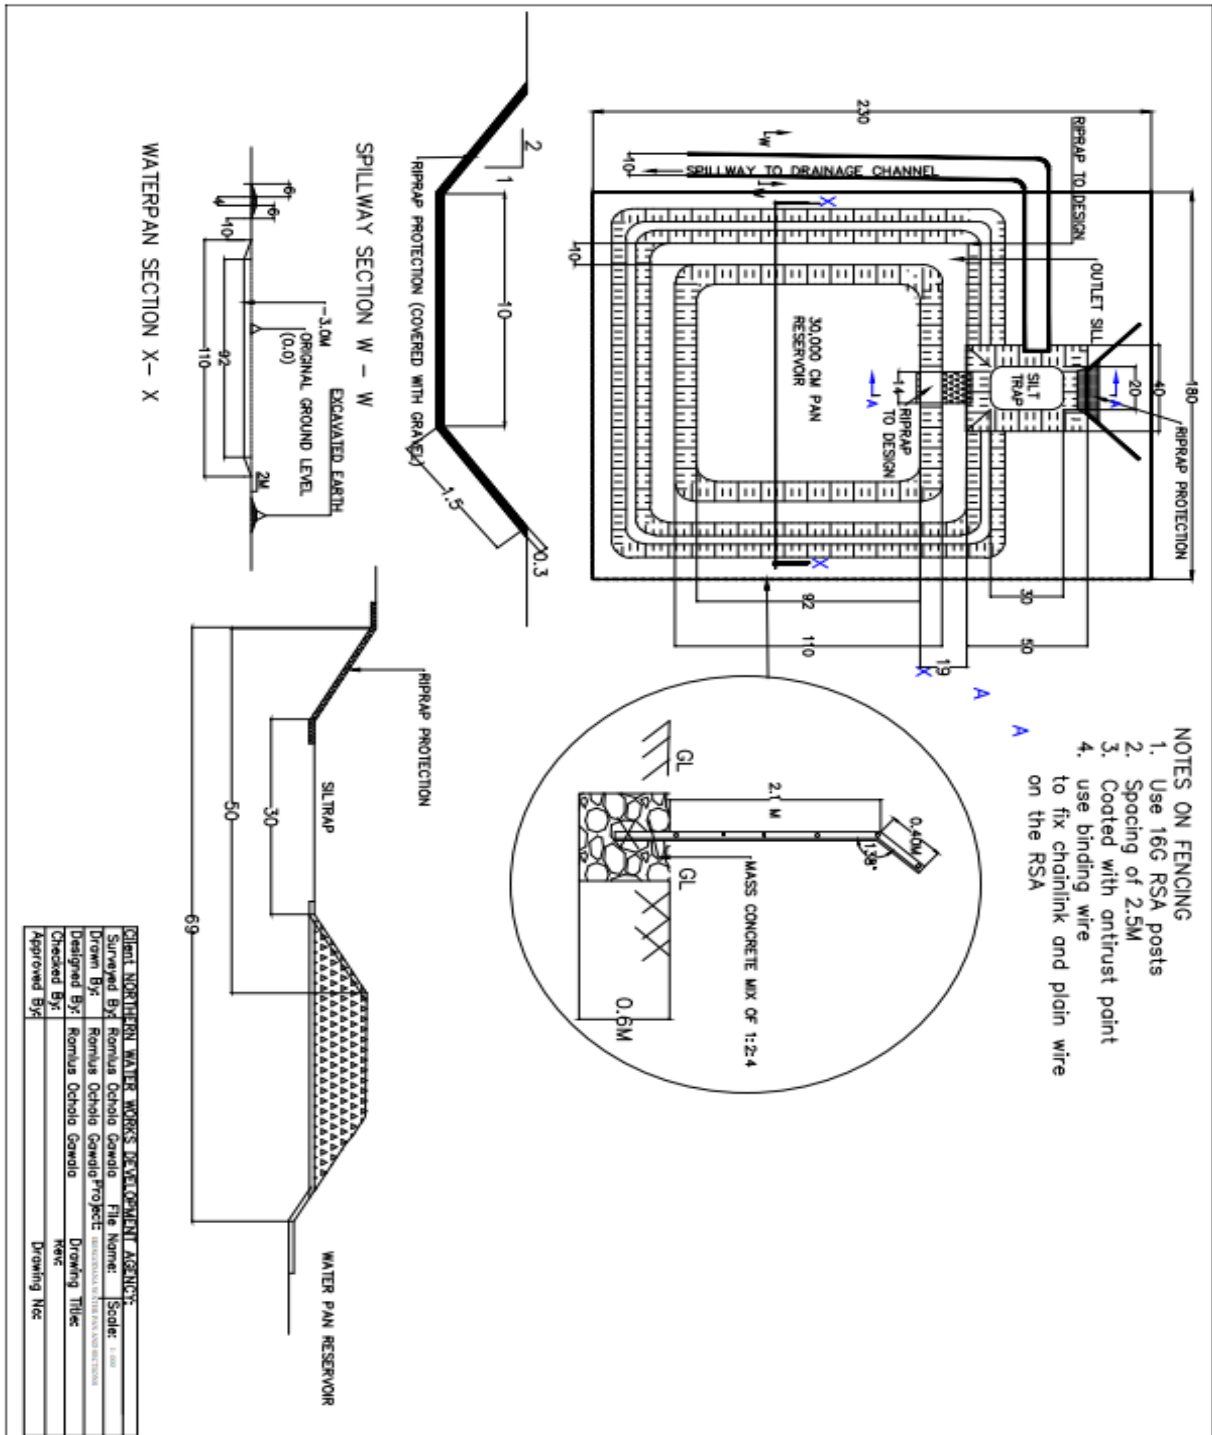 NOTES ON FENCING
1. Use 16G RSA posts
2. Spacing of 2.5M
3. Coated with antirust paint
4. use binding wire
to fix chainlink and plain wire
on the RSA
180
40
20
RIPRAP PROTECTION
OUTLET SILL
RIPRAP TO DESIGN
230
SILT
TRAP
A
A
30
50
SPILLWAY TO DRAINAGE CHANNEL
W
10
X
X
10
14
RIPRAP
TO DESIGN
30,000 CM PAN
RESERVOIR
19
92
110
X
A
A
GL
GL
2.1 M
0.40M
138°
MASS CONCRETE MIX OF 1:2:4
0.6M
2
1
10
1.5
0.3
RIPRAP PROTECTION (COVERED WITH GRAVEL)
SPILLWAY SECTION W - W
6
6
4
10
-3.0M
ORIGINAL GROUND LEVEL
(0.0)
EXCAVATED EARTH
2M
92
110
WATERPAN SECTION X- X
RIPRAP PROTECTION
SILTRAP
30
50
69
WATER PAN RESERVOIR
Client: NORTHERN WATER WORKS DEVELOPMENT AGENCY:
Surveyed By: Romlus Ochola Gawala File Name: Scale:
Drawn By: Romlus Ochola Gawala Project:
Designed By: Romlus Ochola Gawala Drawing Title:
Checked By: Rev:
Approved By: Drawing No: